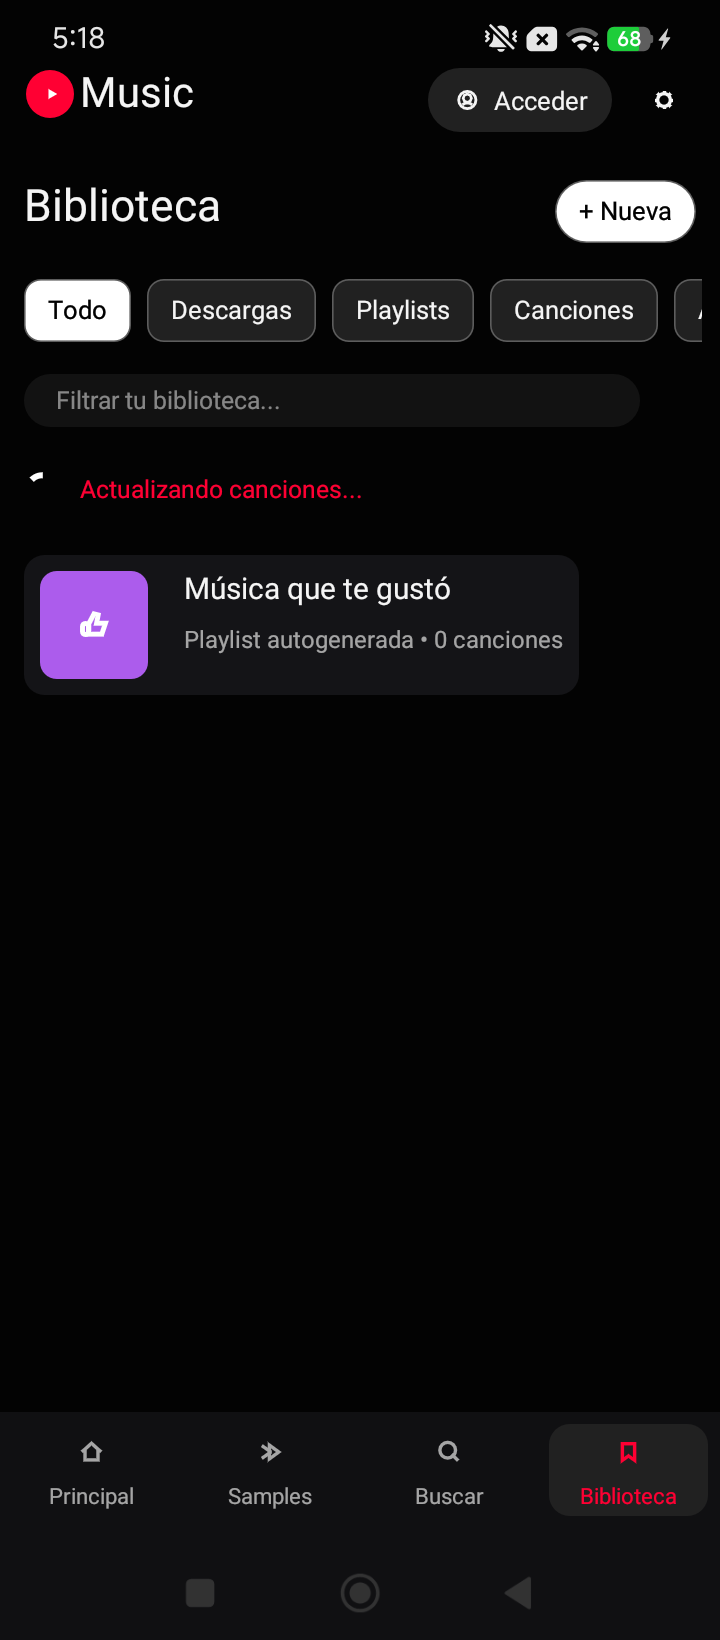 5:18
68
Music
Acceder
Biblioteca
+ Nueva
Todo
Descargas
Playlists
Canciones
Filtrar tu biblioteca...
Actualizando canciones...
Música que te gustó
Playlist autogenerada • 0 canciones
Principal
Samples
Buscar
Biblioteca